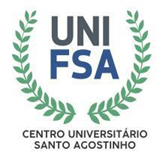 UNI
FSA
CENTRO UNIVERSITÁRIO
SANTO AGOSTINHO